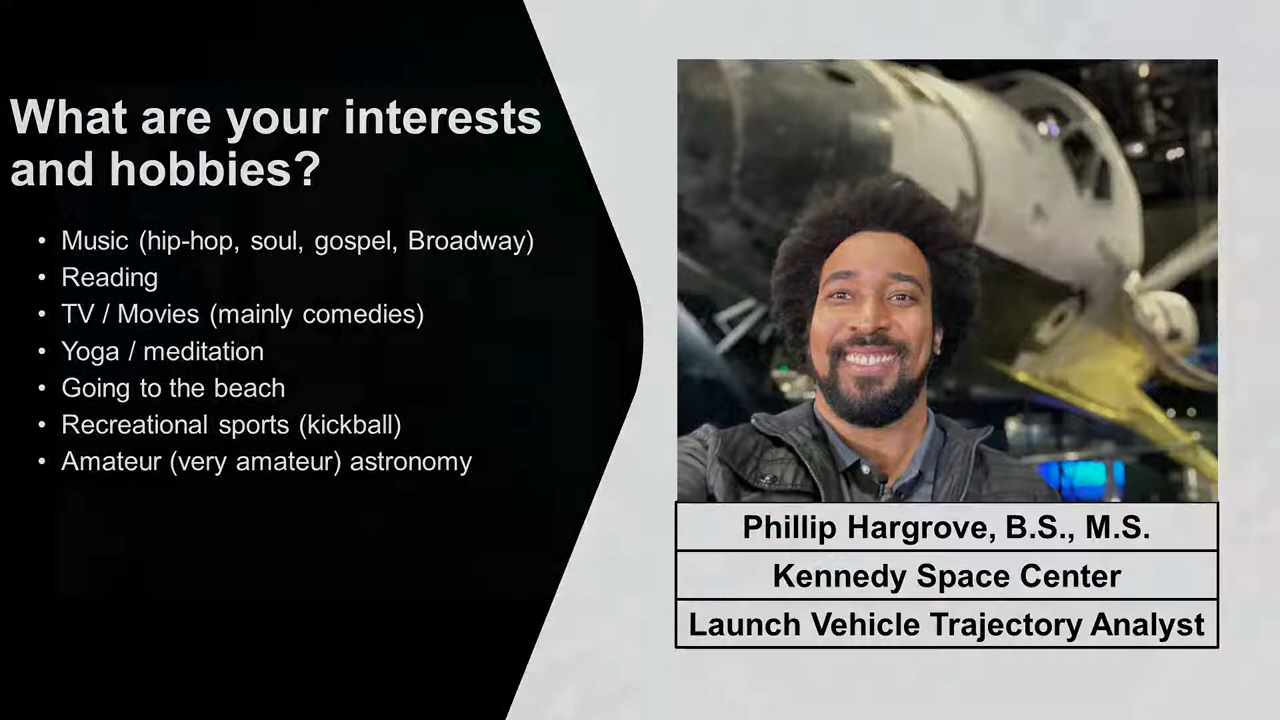 What are your interests
and hobbies?
• Music (hip-hop, soul, gospel, Broadway)
• Reading
• TV / Movies (mainly comedies)
• Yoga / meditation
• Going to the beach
• Recreational sports (kickball)
• Amateur (very amateur) astronomy
Phillip Hargrove, B.S., M.S.
Kennedy Space Center
Launch Vehicle Trajectory Analyst